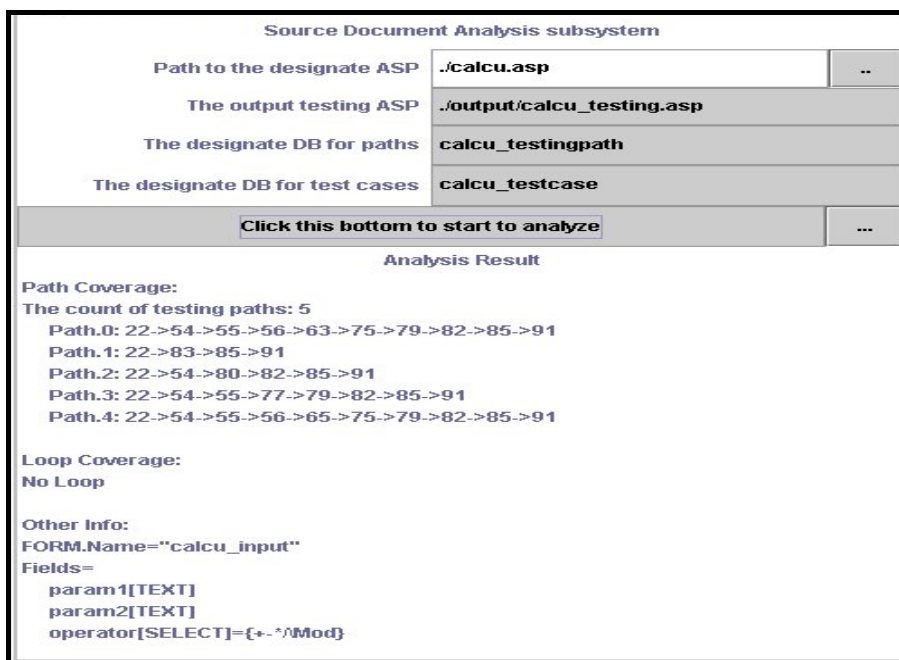 Source Document Analysis subsystem
Path to the designate ASP ./calcu.asp ..
The output testing ASP ./output/calcu_testing.asp
The designate DB for paths calcu_testingpath
The designate DB for test cases calcu_testcase
Click this bottom to start to analyze ...
Analysis Result
Path Coverage:
The count of testing paths: 5
Path.0: 22->54->55->56->63->75->79->82->85->91
Path.1: 22->83->85->91
Path.2: 22->54->80->82->85->91
Path.3: 22->54->55->77->79->82->85->91
Path.4: 22->54->55->56->65->75->79->82->85->91
Loop Coverage:
No Loop
Other Info:
FORM.Name="calcu_input"
Fields=
param1[TEXT]
param2[TEXT]
operator[SELECT]={+-*/\Mod}